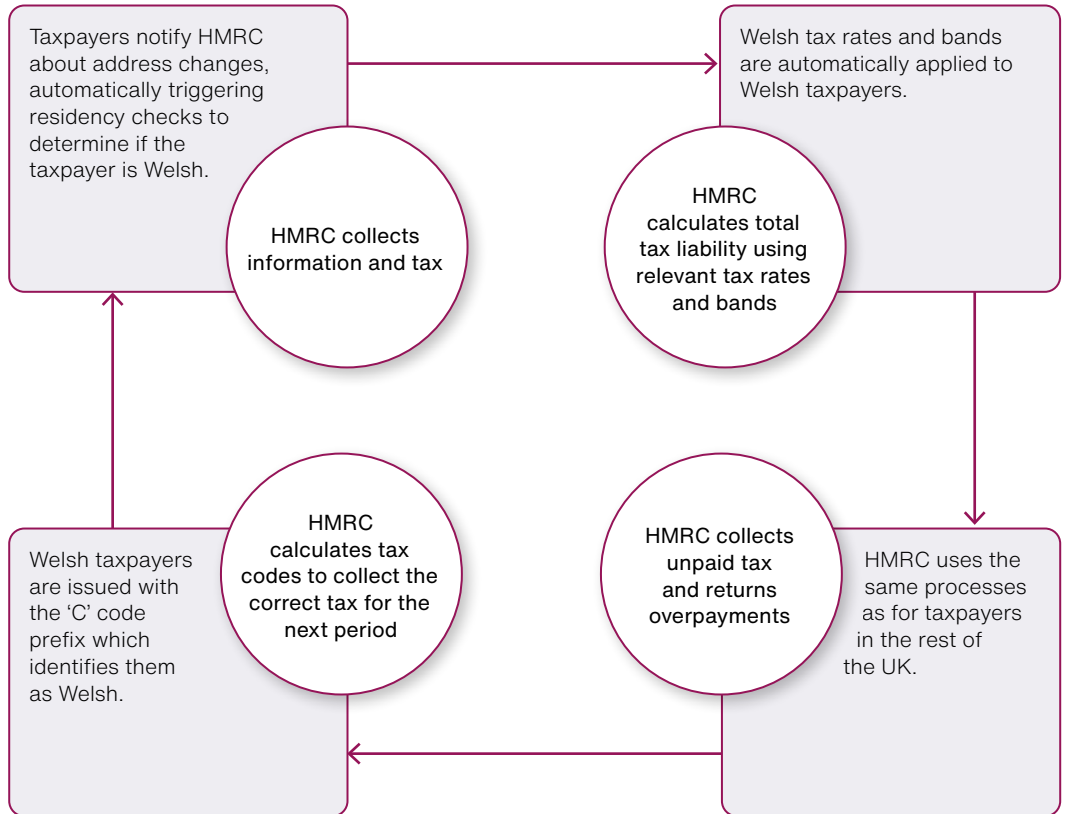 Taxpayers notify HMRC
about address changes,
automatically triggering
residency checks to
determine if the
taxpayer is Welsh.
HMRC collects
information and tax
Welsh tax rates and bands
are automatically applied to
Welsh taxpayers.
HMRC
calculates total
tax liability using
relevant tax rates
and bands
HMRC uses the
same processes
as for taxpayers
in the rest of
the UK.
HMRC collects
unpaid tax
and returns
overpayments
Welsh taxpayers
are issued with
the ‘C’ code
prefix which
identifies them
as Welsh.
HMRC
calculates tax
codes to collect the
correct tax for the
next period